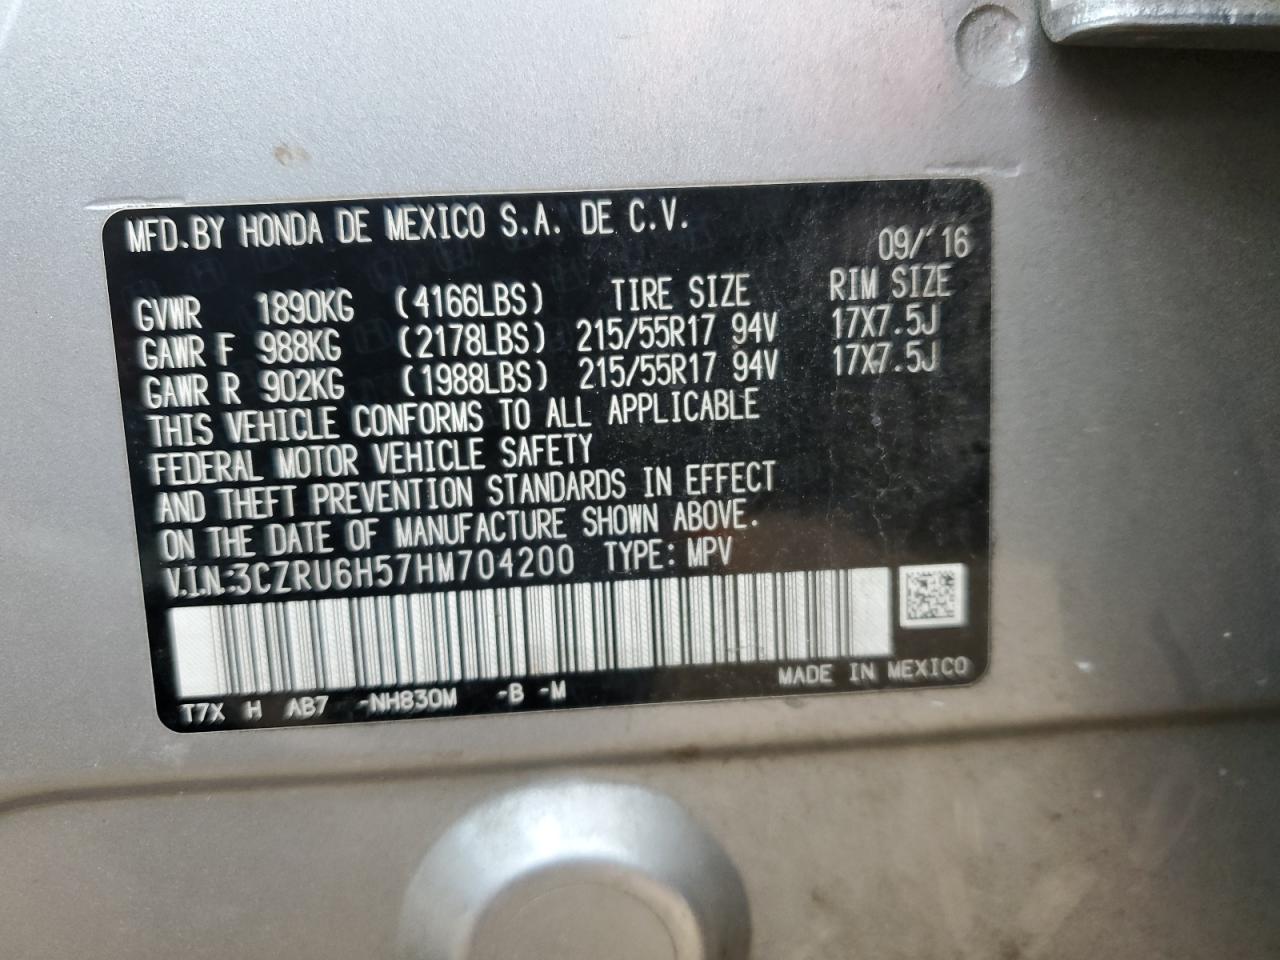 MFD.BY HONDA DE MEXICO S.A. DE C.V.
09/'16
GVWR 1890KG (4166LBS) TIRE SIZE RIM SIZE
GAWR F 988KG (2178LBS) 215/55R17 94V 17X7.5J
GAWR R 902KG (1988LBS) 215/55R17 94V 17X7.5J
THIS VEHICLE CONFORMS TO ALL APPLICABLE
FEDERAL MOTOR VEHICLE SAFETY
AND THEFT PREVENTION STANDARDS IN EFFECT
ON THE DATE OF MANUFACTURE SHOWN ABOVE.
V.I.N.:3CZRU6H57HM704200 TYPE: MPV
MADE IN MEXICO
T7X H AB7 -NH830M -B -M